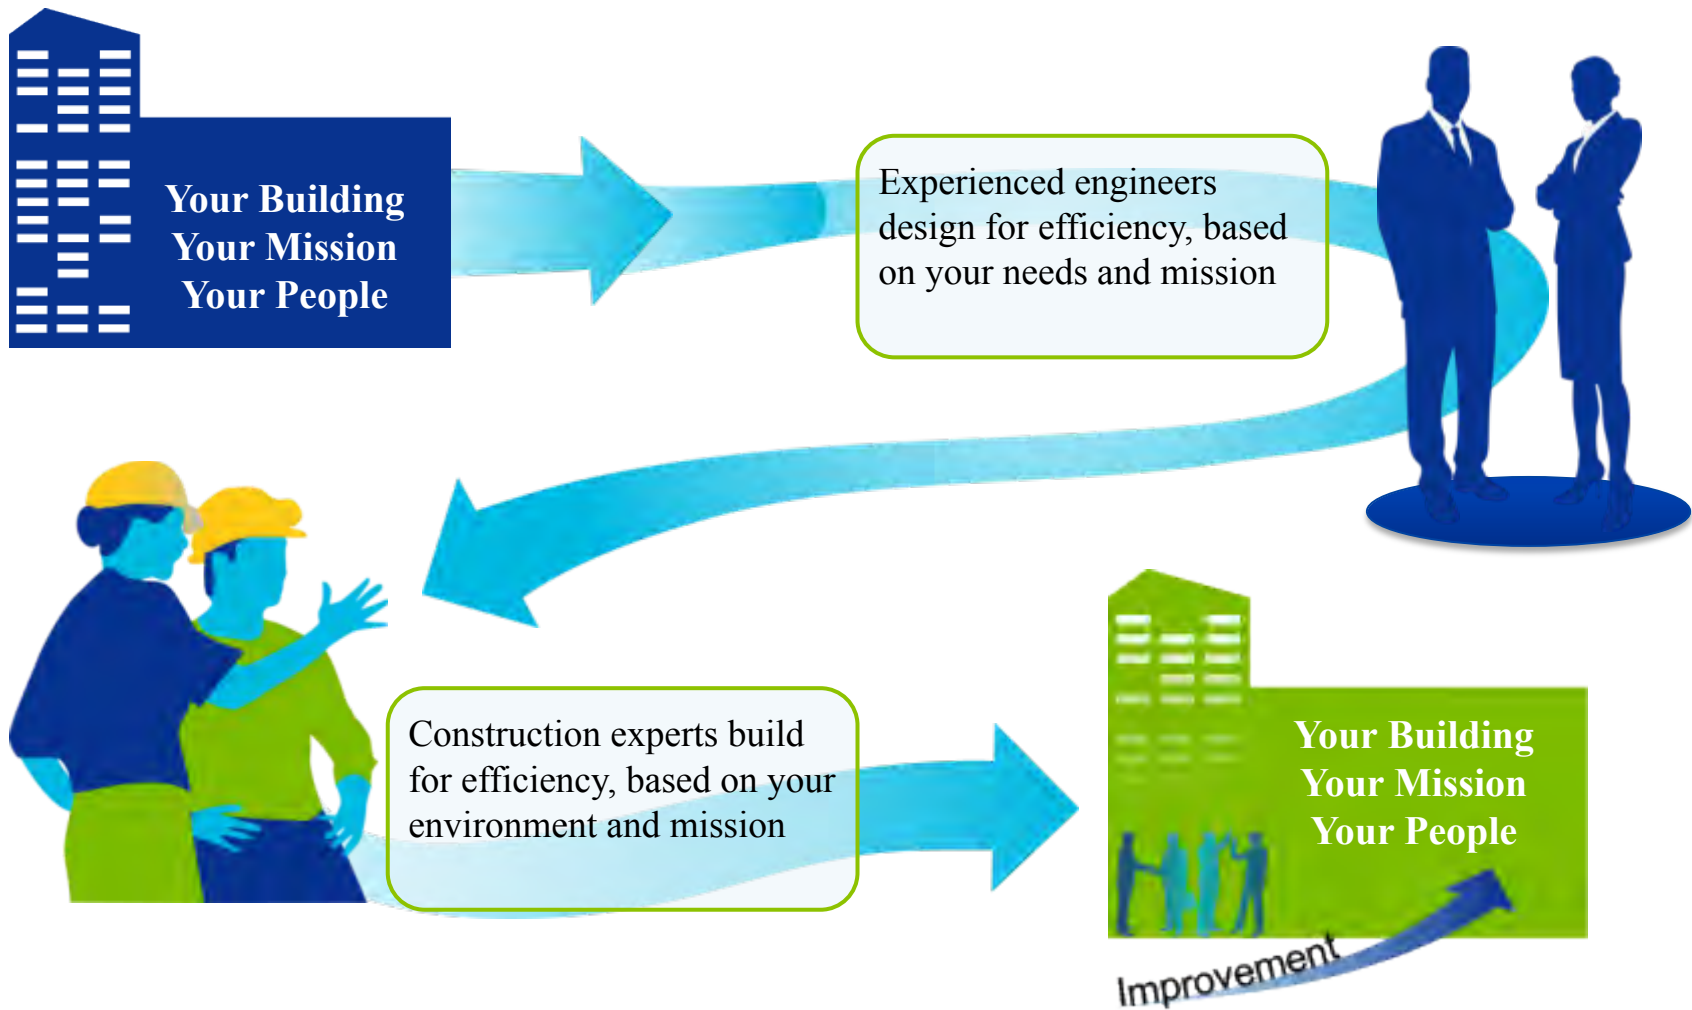 Your Building
Your Mission
Your People
Experienced engineers
design for efficiency, based
on your needs and mission
Construction experts build
for efficiency, based on your
environment and mission
Your Building
Your Mission
Your People
Improvement